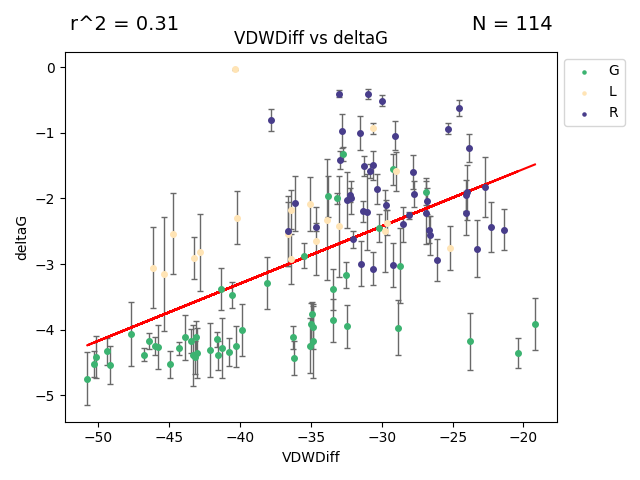 r^2 = 0.31 N = 114
VDWDiff vs deltaG
G
L
R
deltaG
0
−1
−2
−3
−4
−5
−50 −45 −40 −35 −30 −25 −20
VDWDiff